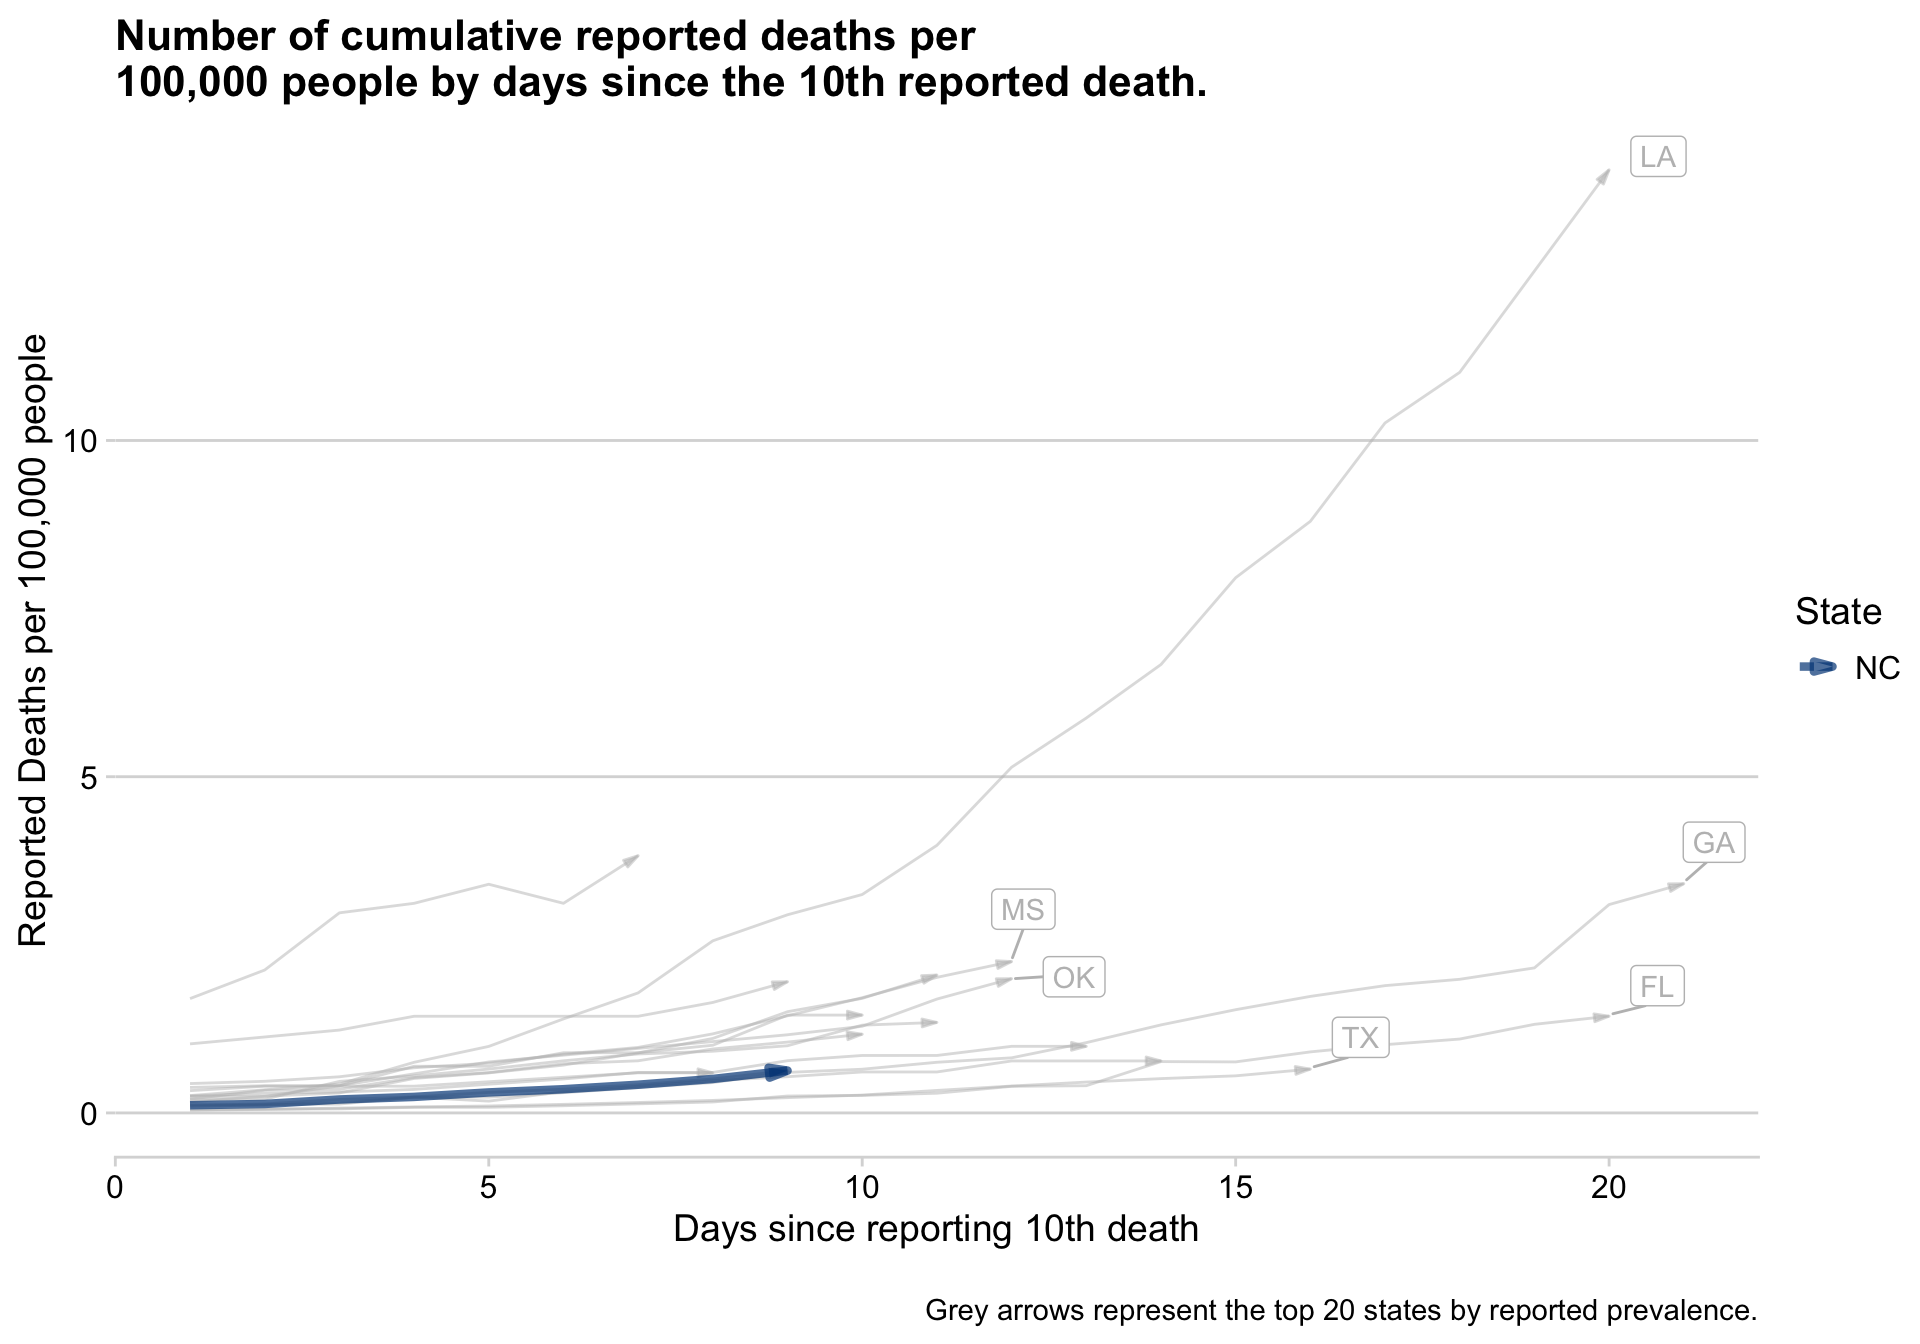 Number of cumulative reported deaths per
100,000 people by days since the 10th reported death.
Reported Deaths per 100,000 people
10
5
0
LA
GA
MS
OK
FL
TX
State
NC
0 5 10 15 20
Days since reporting 10th death
Grey arrows represent the top 20 states by reported prevalence.